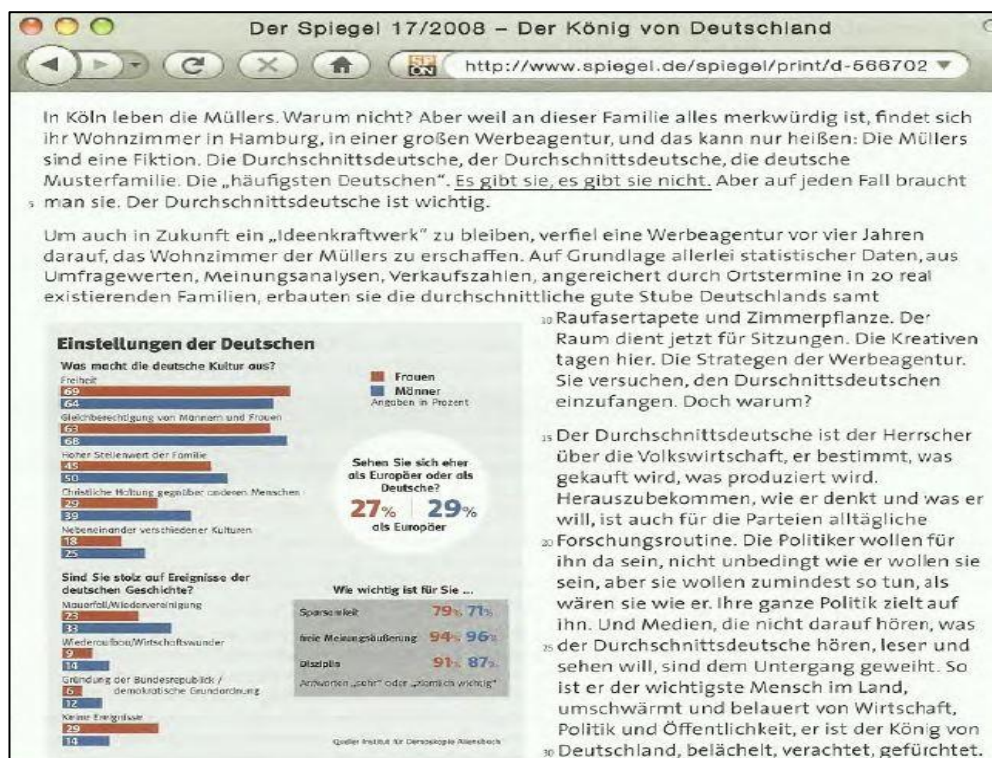 Der Spiegel 17/2008 – Der König von Deutschland
http://www.spiegel.de/spiegel/print/d-566702
In Köln leben die Müllers. Warum nicht? Aber weil an dieser Familie alles merkwürdig ist, findet sich
ihr Wohnzimmer in Hamburg, in einer großen Werbeagentur, und das kann nur heißen: Die Müllers
sind eine Fiktion. Die Durchschnittsdeutsche, der Durchschnittsdeutsche, die deutsche
Musterfamilie. Die „häufigsten Deutschen“. Es gibt sie, es gibt sie nicht. Aber auf jeden Fall braucht
5 man sie. Der Durchschnittsdeutsche ist wichtig.
Um auch in Zukunft ein „Ideenkraftwerk“ zu bleiben, verfiel eine Werbeagentur vor vier Jahren
darauf, das Wohnzimmer der Müllers zu erschaffen. Auf Grundlage allerlei statistischer Daten, aus
Umfragewerten, Meinungsanalysen, Verkaufszahlen, angereichert durch Ortstermine in 20 real
existierenden Familien, erbauten sie die durchschnittliche gute Stube Deutschlands samt
10 Raufasertapete und Zimmerpflanze. Der
Raum dient jetzt für Sitzungen. Die Kreativen
tagen hier. Die Strategen der Werbeagentur.
Sie versuchen, den Durschnittsdeutschen
einzufangen. Doch warum?
15 Der Durchschnittsdeutsche ist der Herrscher
über die Volkswirtschaft, er bestimmt, was
gekauft wird, was produziert wird.
Herauszubekommen, wie er denkt und was er
will, ist auch für die Parteien alltägliche
20 Forschungsroutine. Die Politiker wollen für
ihn da sein, nicht unbedingt wie er wollen sie
sein, aber sie wollen zumindest so tun, als
wären sie wie er. Ihre ganze Politik zielt auf
ihn. Und Medien, die nicht darauf hören, was
25 der Durchschnittsdeutsche hören, leser und
sehen will, sind dem Untergang geweiht. So
ist er der wichtigste Mensch im Land,
umschwärmt und belauert von Wirtschaft,
Politik und Öffentlichkeit, er ist der König von
30 Deutschland, belächelt, verachtet, gefürchtet.
Einstellungen der Deutschen
Was macht die deutsche Kultur aus?
Frauen
Männer
Angaben in Prozent
Freiheit
69
64
Gleichberechtigung von Männern und Frauen
63
68
Hoher Stellenwert der Familie
45
50
Christliche Haltung gegenüber anderen Menschen
29
39
Nebeneinander verschiedener Kulturen
18
25
Sehen Sie sich eher
als Europäer oder als
Deutsche?
27% 29%
als Europäer
Sind Sie stolz auf Ereignisse der
deutschen Geschichte?
Mauerfall/Wiedervereinigung
23
33
Wiederaufbau/Wirtschaftswunder
9
14
Gründung der Bundesrepublik /
demokratische Grundordnung
6
12
Keine Ereignisse
29
14
Wie wichtig ist für Sie ...
Sparsamkeit 79% 71%
freie Meinungsäußerung 94% 96%
Disziplin 91% 87%
Antworten „sehr“ oder „ziemlich wichtig“
Quelle: Institut für Demoskopie Allensbach